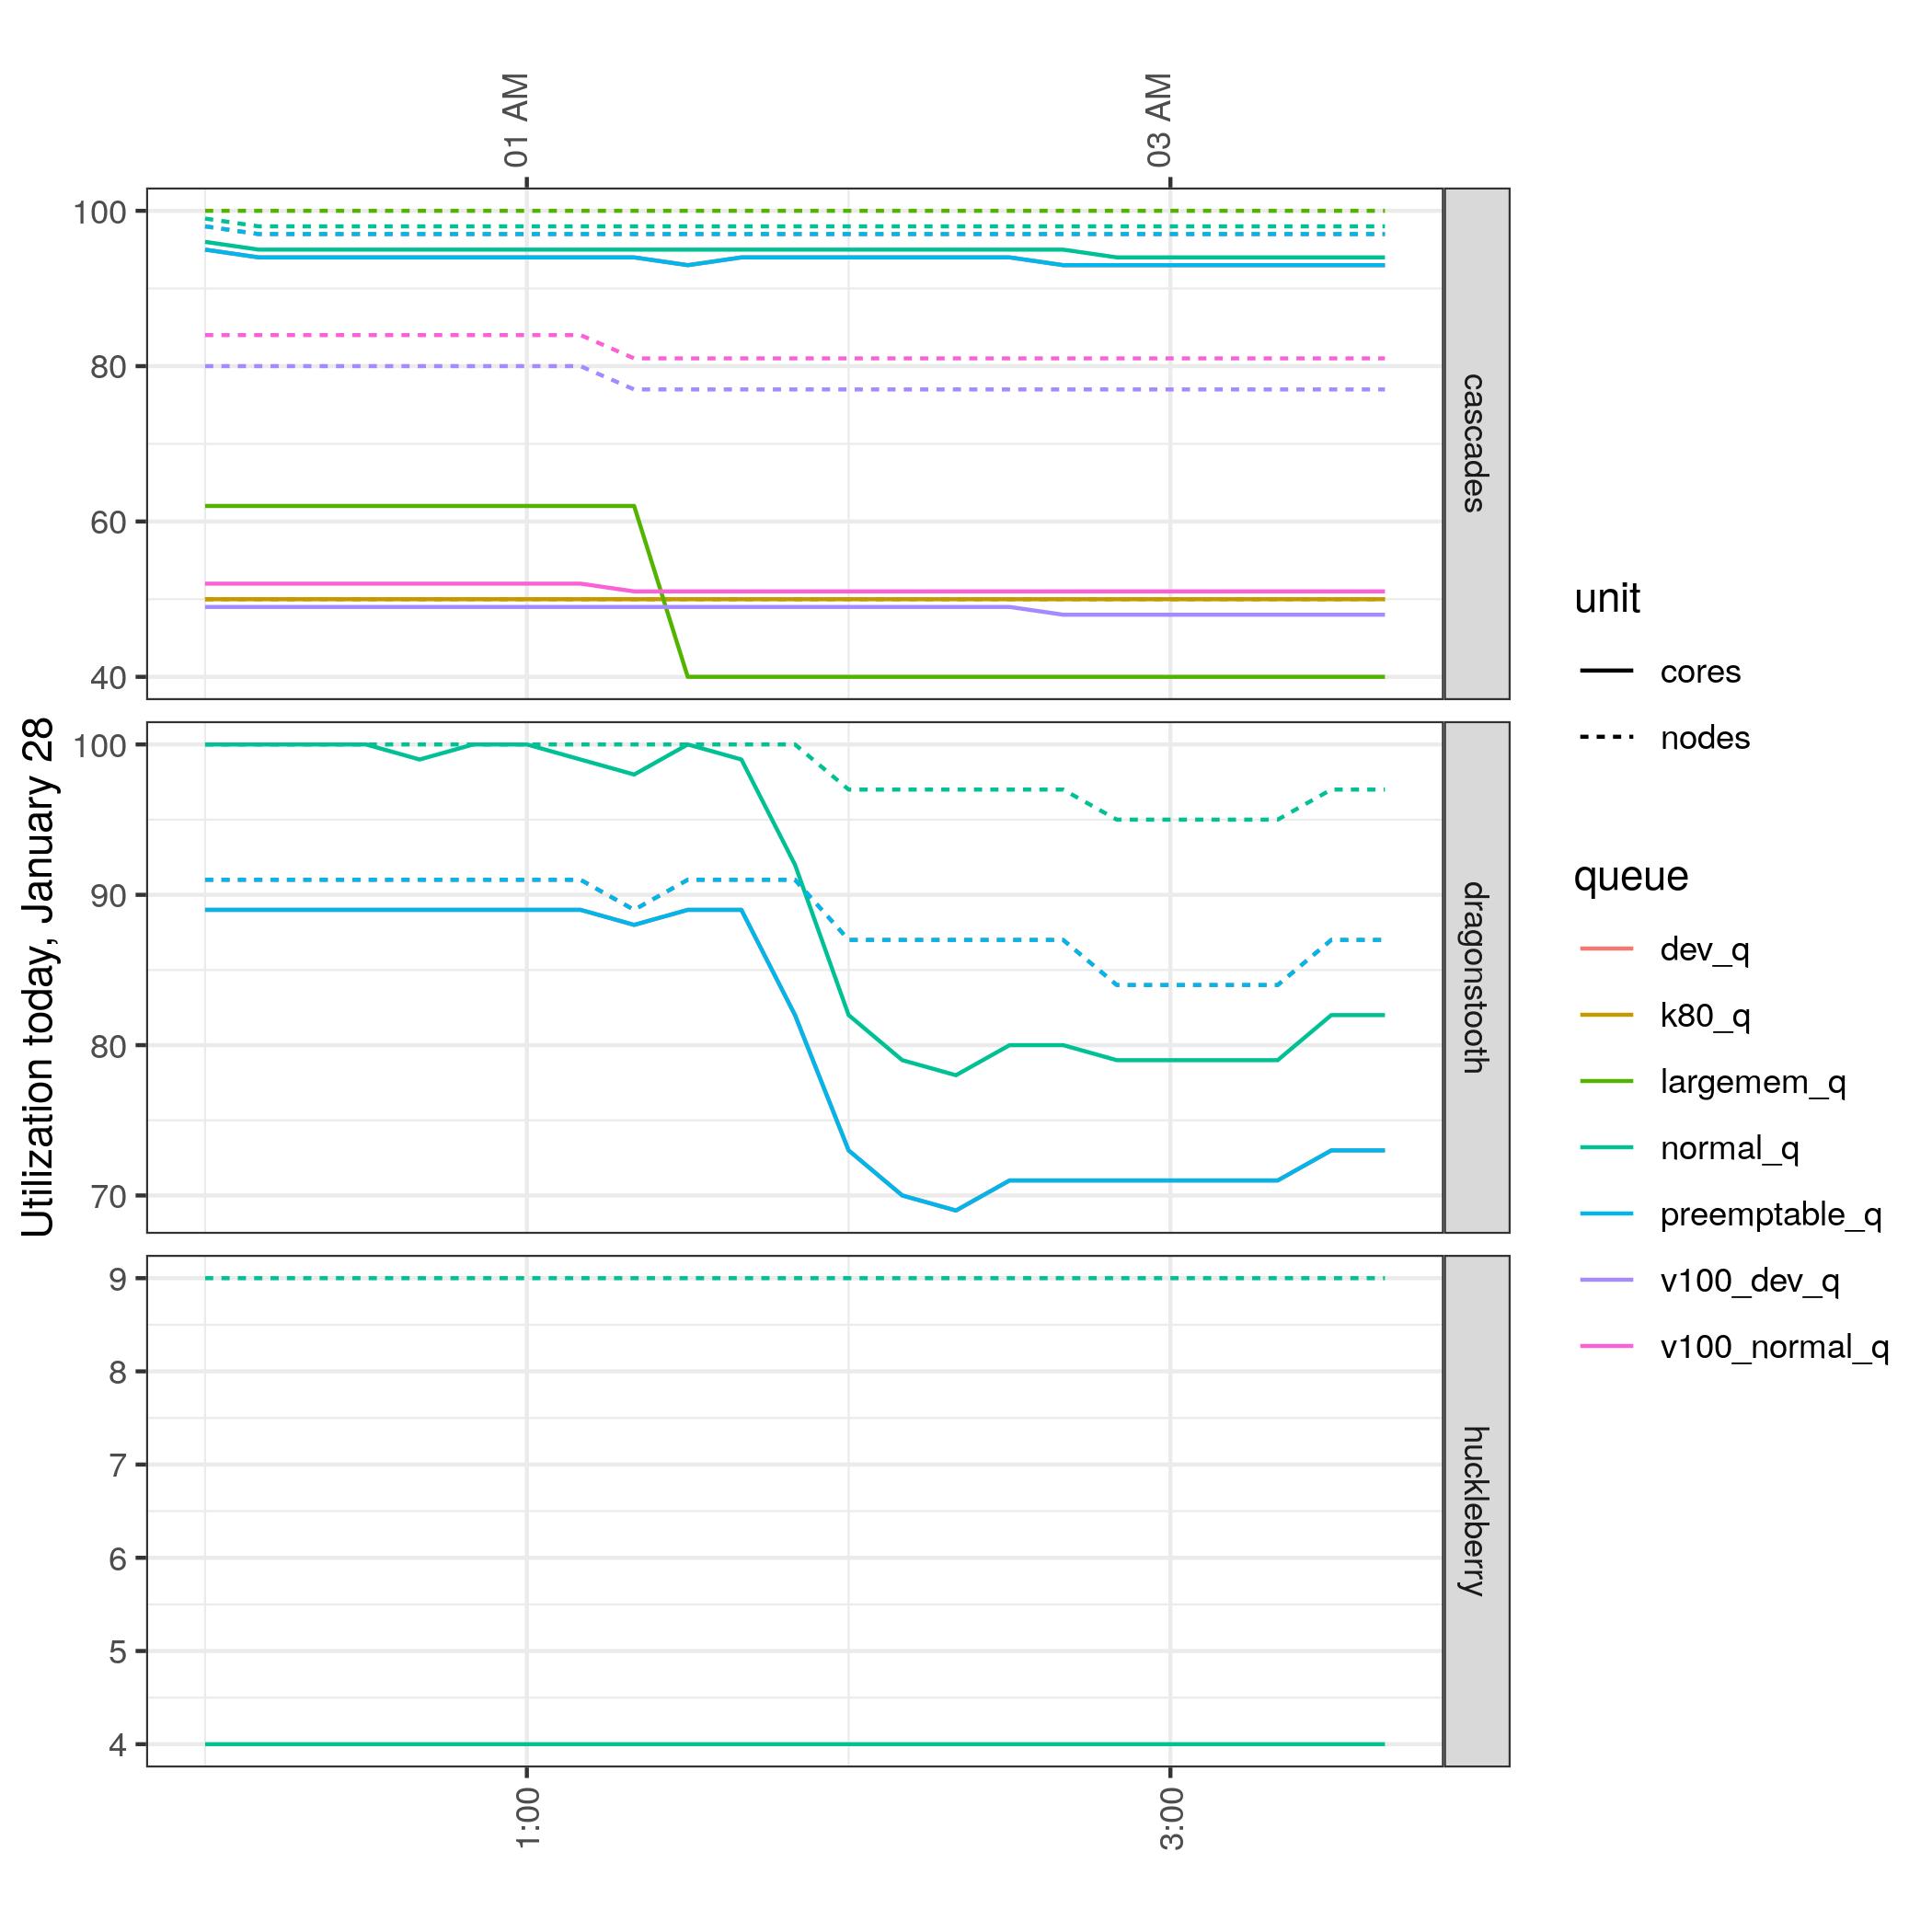 01 AM
03 AM
100
80
60
40
cascades
Utilization today, January 28
100
90
80
70
dragonstooth
9
8
7
6
5
4
huckleberry
1:00
3:00
unit
cores
nodes
queue
dev_q
k80_q
largemem_q
normal_q
preemptable_q
v100_dev_q
v100_normal_q